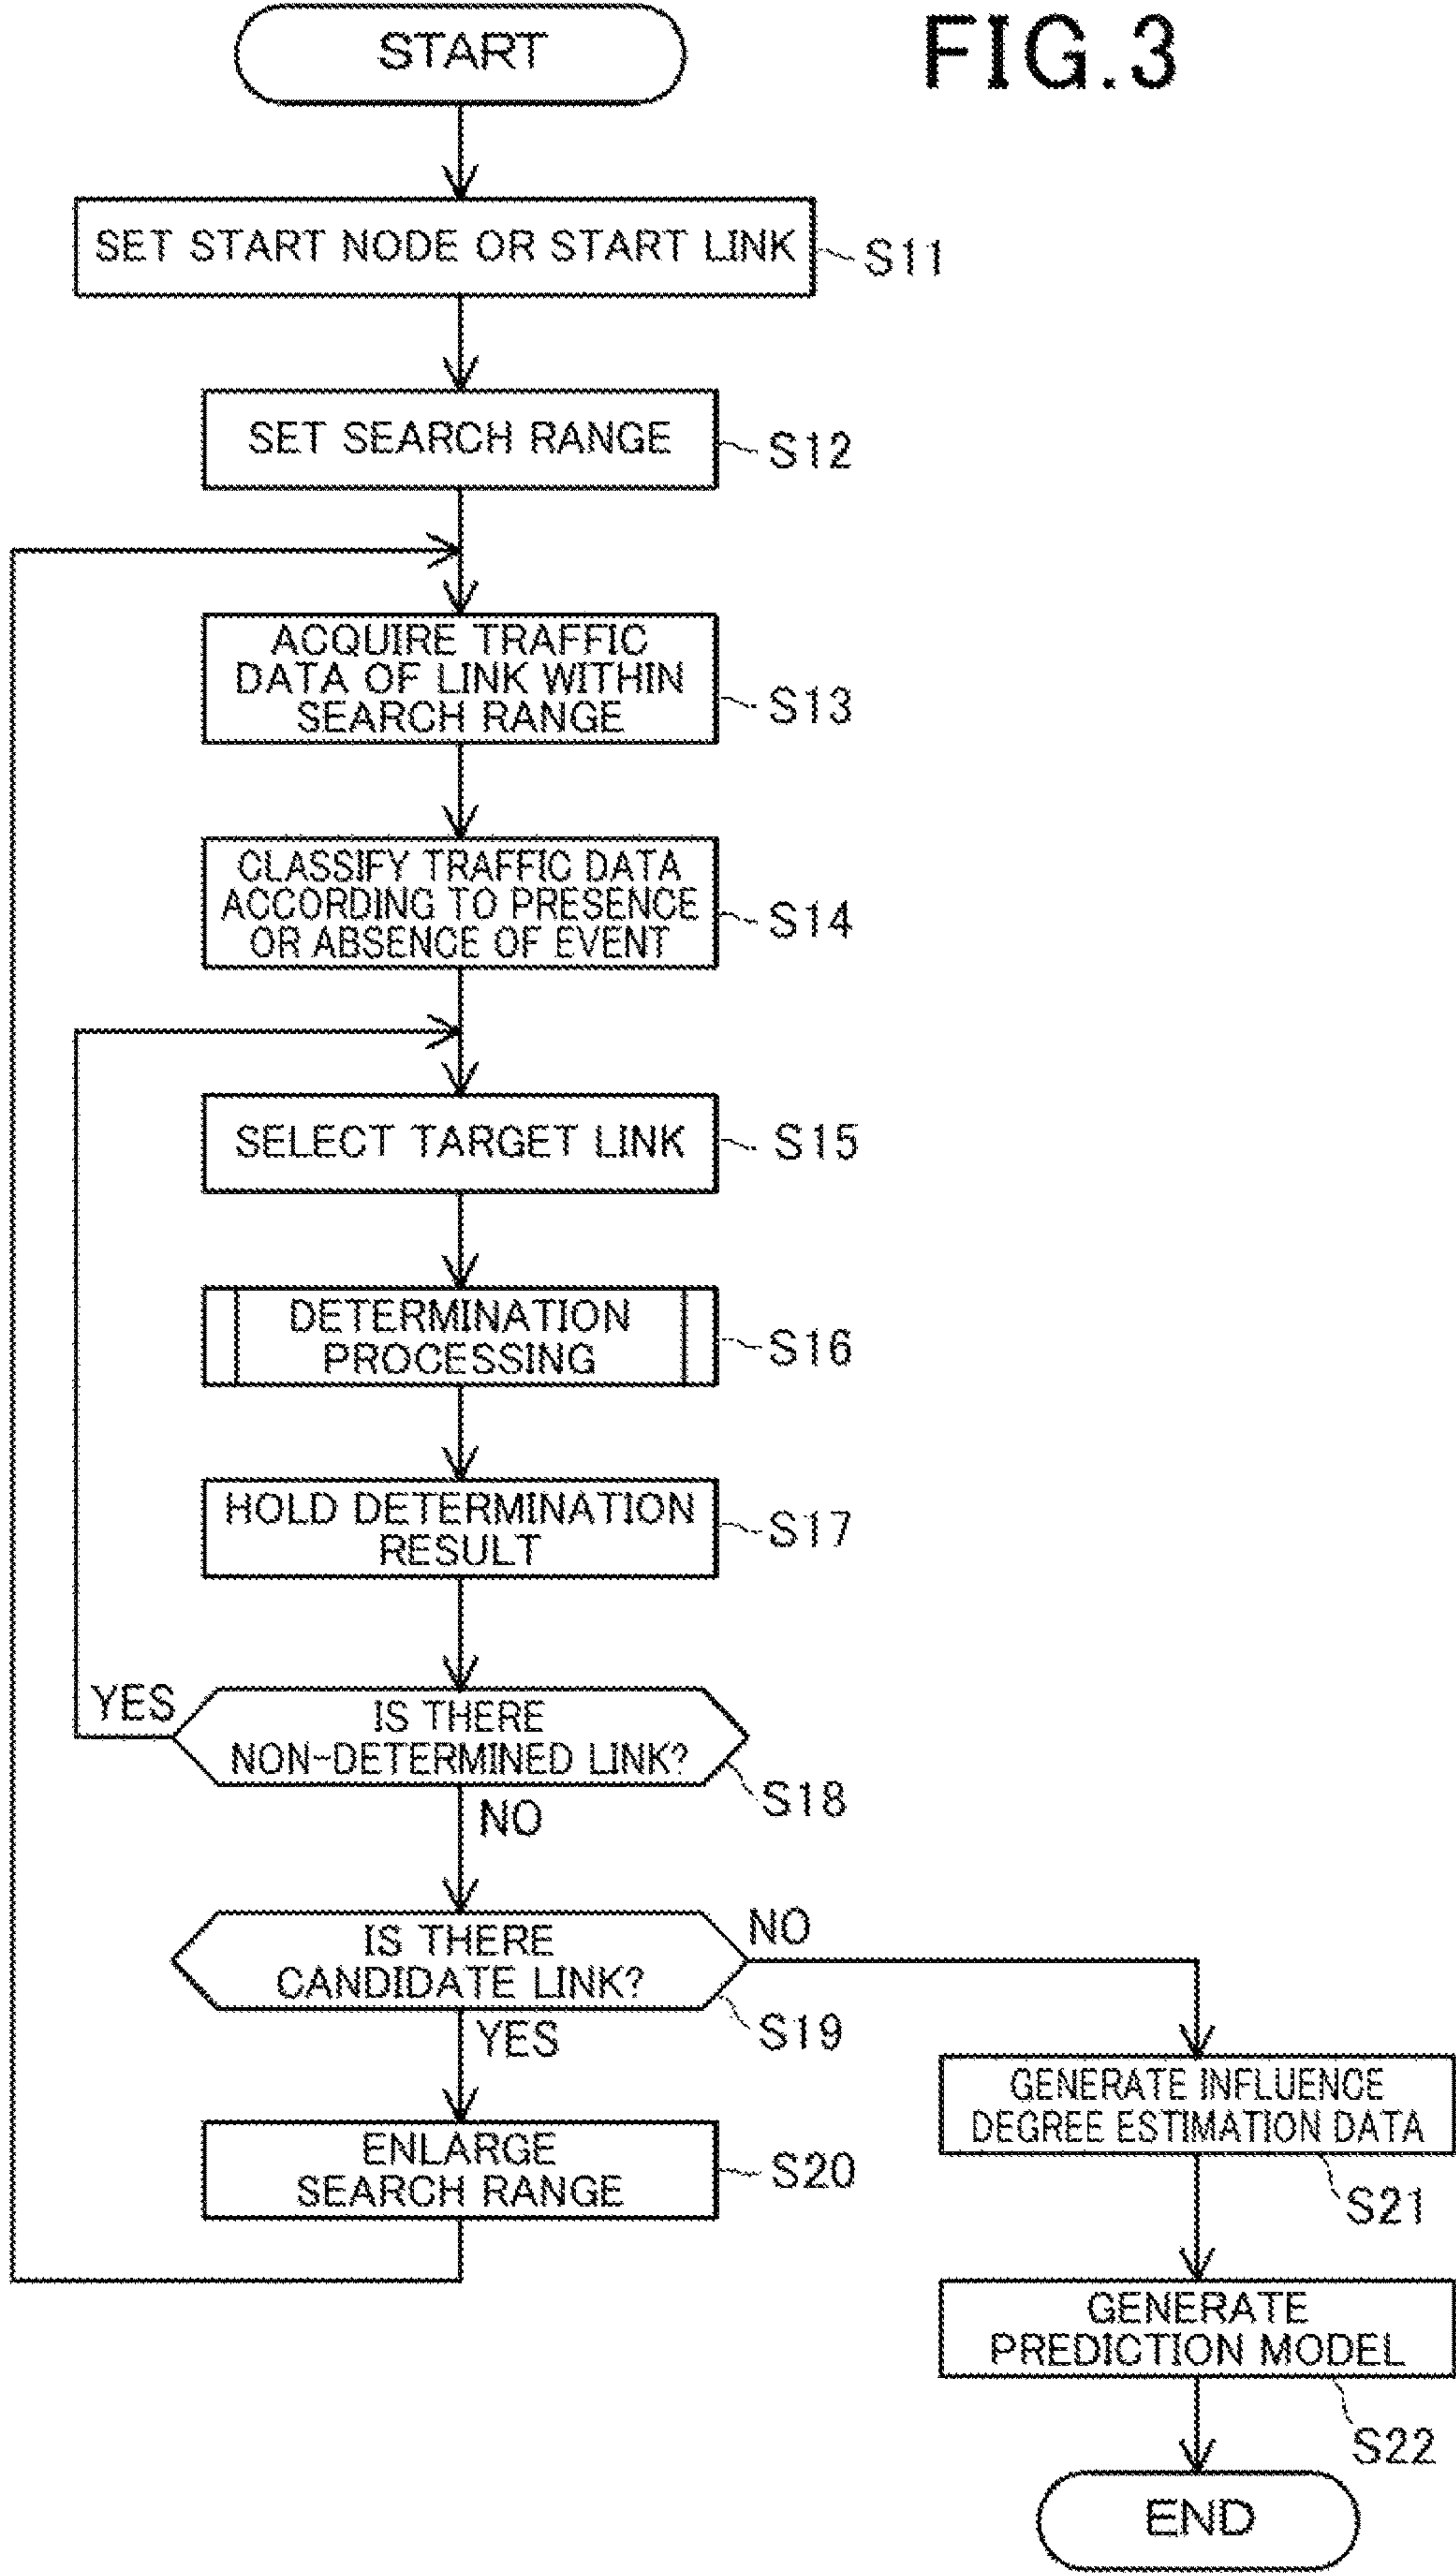 FIG.3
START
SET START NODE OR START LINK
S11
SET SEARCH RANGE
S12
ACQUIRE TRAFFIC
DATA OF LINK WITHIN
SEARCH RANGE
S13
CLASSIFY TRAFFIC DATA
ACCORDING TO PRESENCE
OR ABSENCE OF EVENT
S14
SELECT TARGET LINK
S15
DETERMINATION
PROCESSING
S16
HOLD DETERMINATION
RESULT
S17
YES
IS THERE
NON-DETERMINED LINK?
S18
NO
IS THERE
CANDIDATE LINK?
NO
S19
YES
ENLARGE
SEARCH RANGE
S20
GENERATE INFLUENCE
DEGREE ESTIMATION DATA
S21
GENERATE
PREDICTION MODEL
S22
END